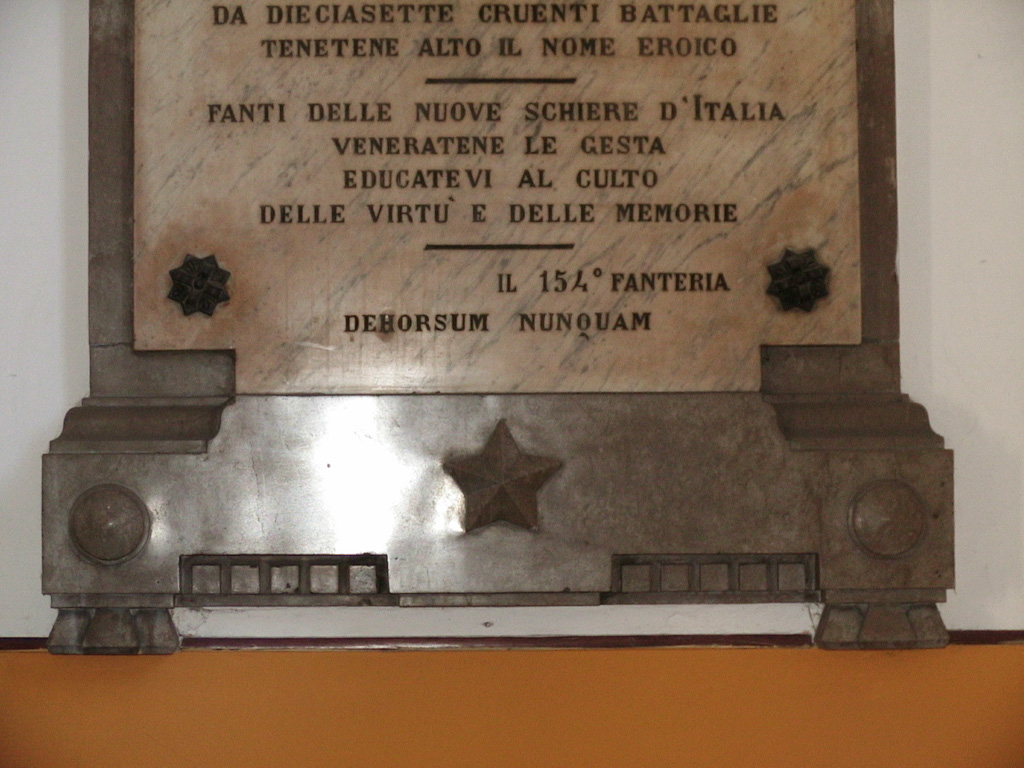 DA DIECIASETTE CRUENTI BATTAGLIE
TENETENE ALTO IL NOME EROICO
FANTI DELLE NUOVE SCHIERE D'ITALIA
VENERATENE LE GESTA
EDUCATEVI AL CULTO
DELLE VIRTÙ E DELLE MEMORIE
IL 154° FANTERIA
DEHORSUM NUNQUAM